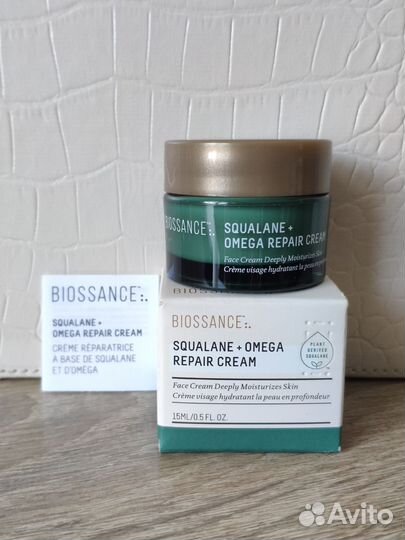 BIOSSANCE
SQUALANE +
OMEGA REPAIR CREAM
Face Cream Deeply Moisturizes Skin
Crème visage hydratant la peau en
BIOSSANCE
SQUALANE +
OMEGA REPAIR CREAM
CRÈME RÉPARATRICE
À BASE DE SQUALANE
ET D'OMÉGA
BIOSSANCE
BIOSSANCE
SQUALANE + OMEGA
REPAIR CREAM
Face Cream Deeply Moisturizes Skin
Crème visage hydratant la peau en profondeur
15ML/0.5 FL. OZ.
PLANT
DERIVED
SQUALANE
Avito